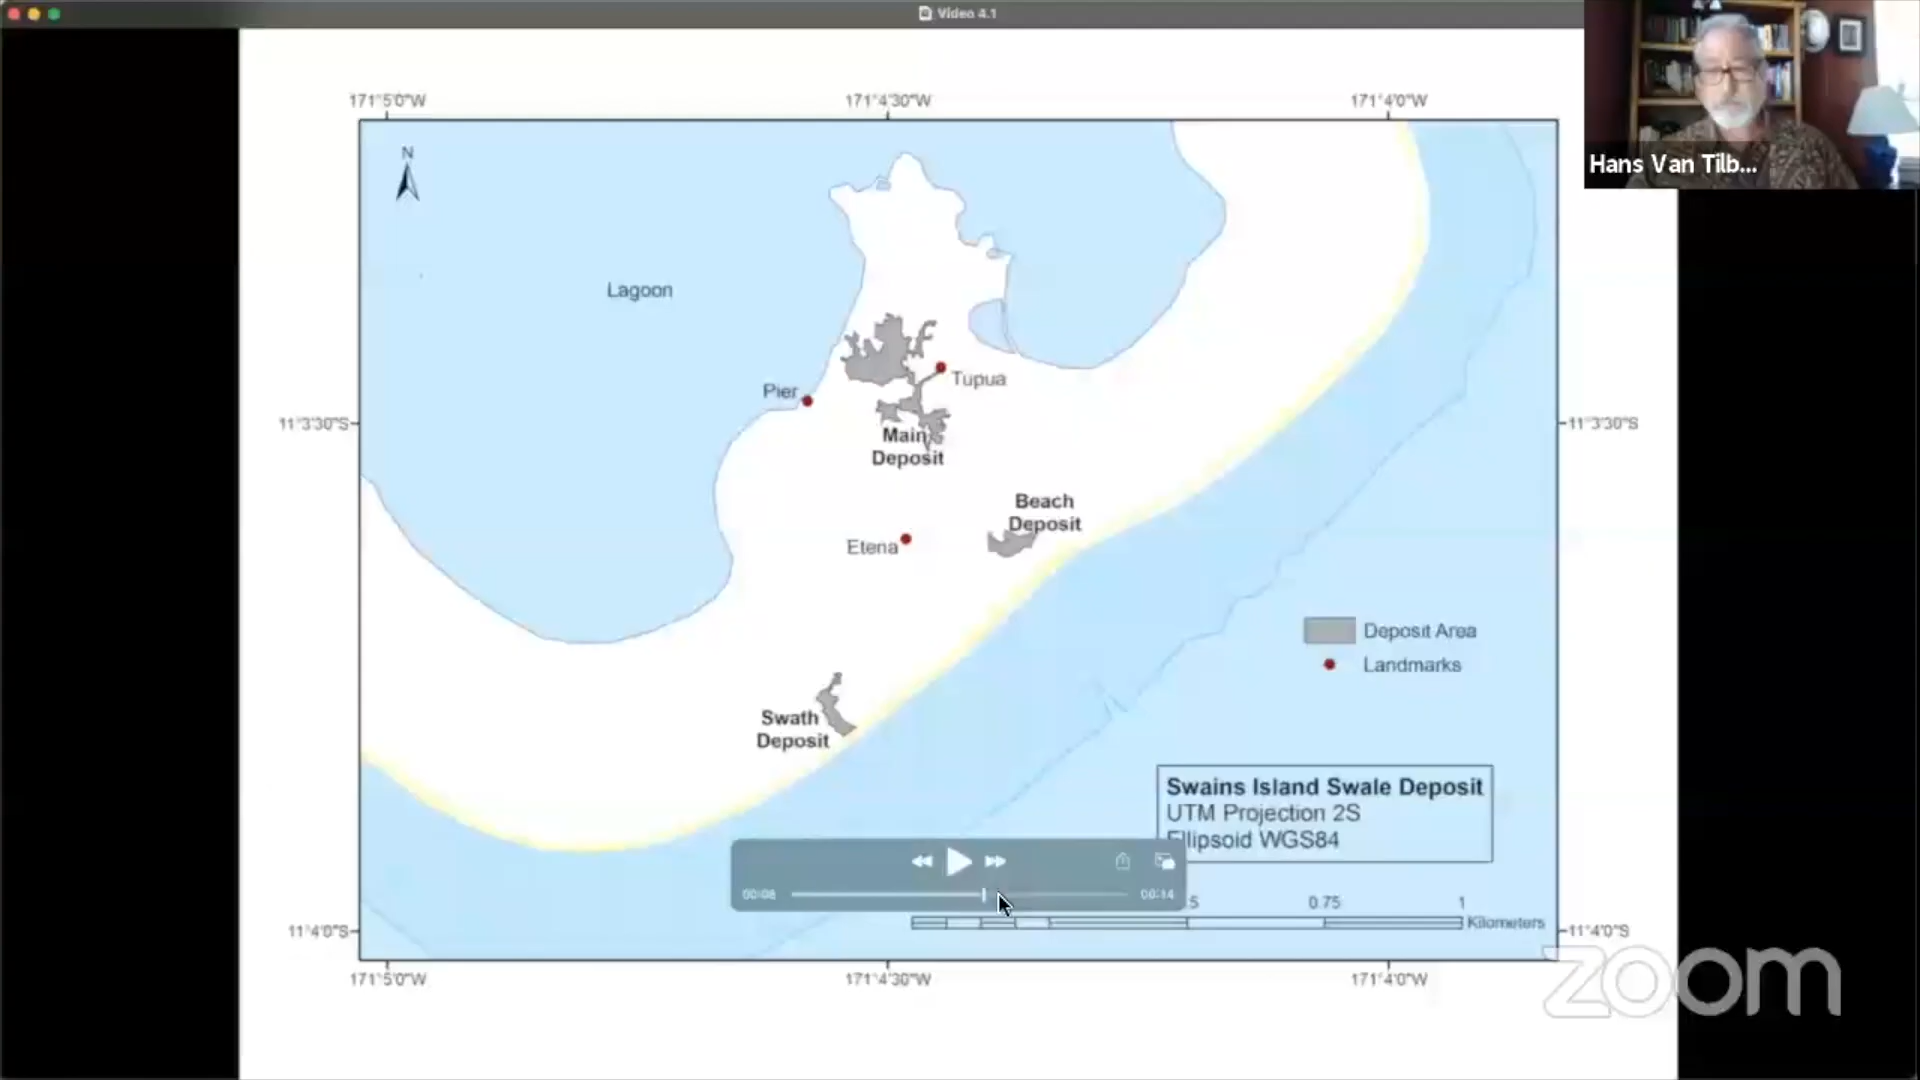 Video 4.1
Hans Van Tilb...
171°5'0"W
171°4'30"W
171°4'0"W
N
Lagoon
Tupua
Pier
11°3'30"S
11°3'30"S
Main
Deposit
Beach
Deposit
Etena
Deposit Area
Landmarks
Swath
Deposit
Swains Island Swale Deposit
UTM Projection 2S
Ellipsoid WGS84
00:08
00:14
5
0.75
1
Kilometers
11°4'0"S
11°4'0"S
171°5'0"W
171°4'30"W
171°4'0"W
zoom